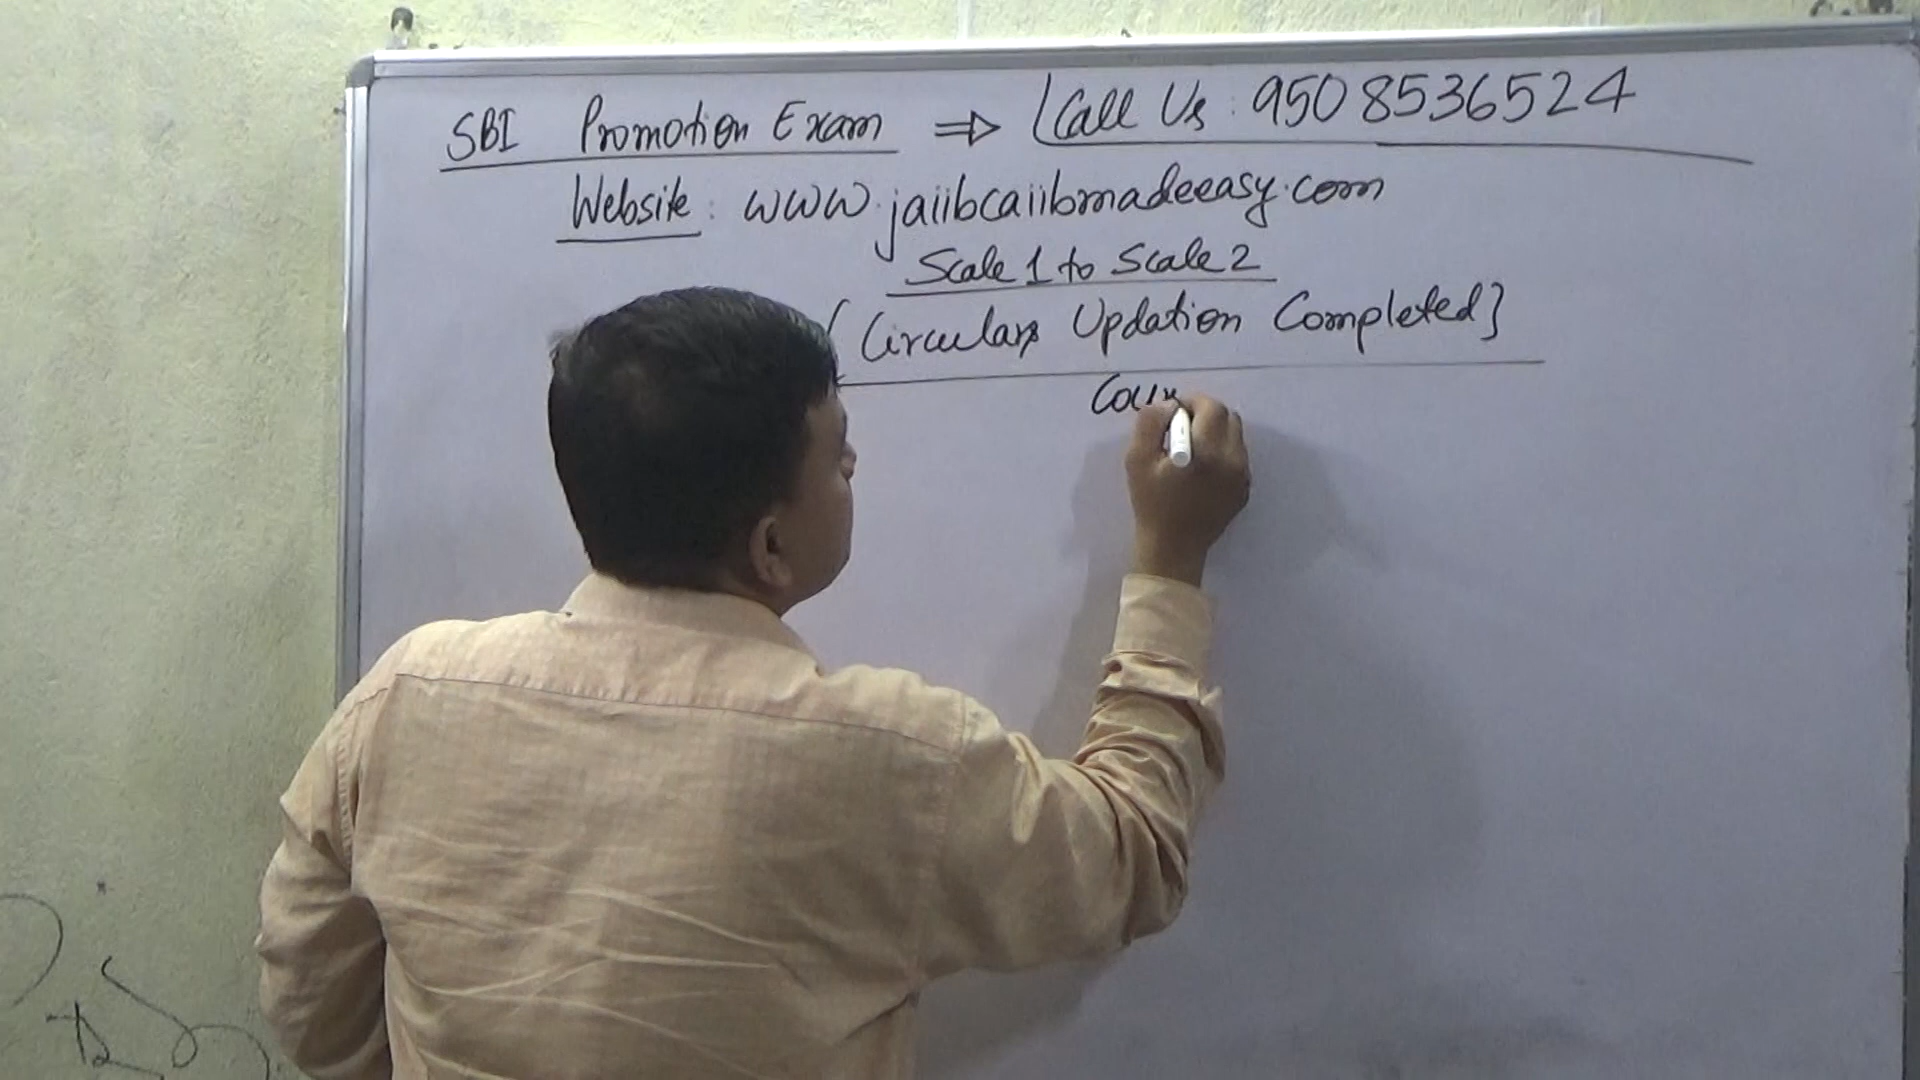 SBI Promotion Exam ⇒ Call Us : 9508536524
Website : www.jaiibcaiibmadeeasy.com
Scale 1 to Scale 2
{ Circulars Updation Completed }